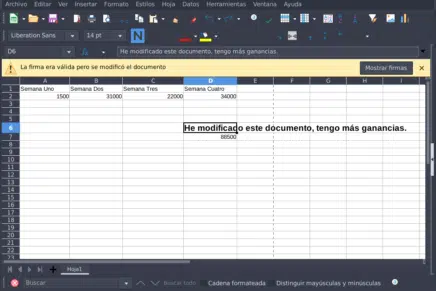 Archivo Editar Ver Insertar Formato Estilos Hoja Datos Herramientas Ventana Ayuda
Liberation Sans 14 pt N
D6 He modificado este documento, tengo más ganancias.
La firma era válida pero se modificó el documento Mostrar firmas
A B C D E F G H I
1 Semana Uno Semana Dos Semana Tres Semana Cuatro
2 1500 31000 22000 34000
3
4
5
6 He modificado este documento, tengo más ganancias.
7 88500
8
9
10
11
12
13
14
15
16
17
18
19
20
21
22
23
Hoja1
Buscar Buscar todo Cadena formateada Distinguir mayúsculas y minúsculas